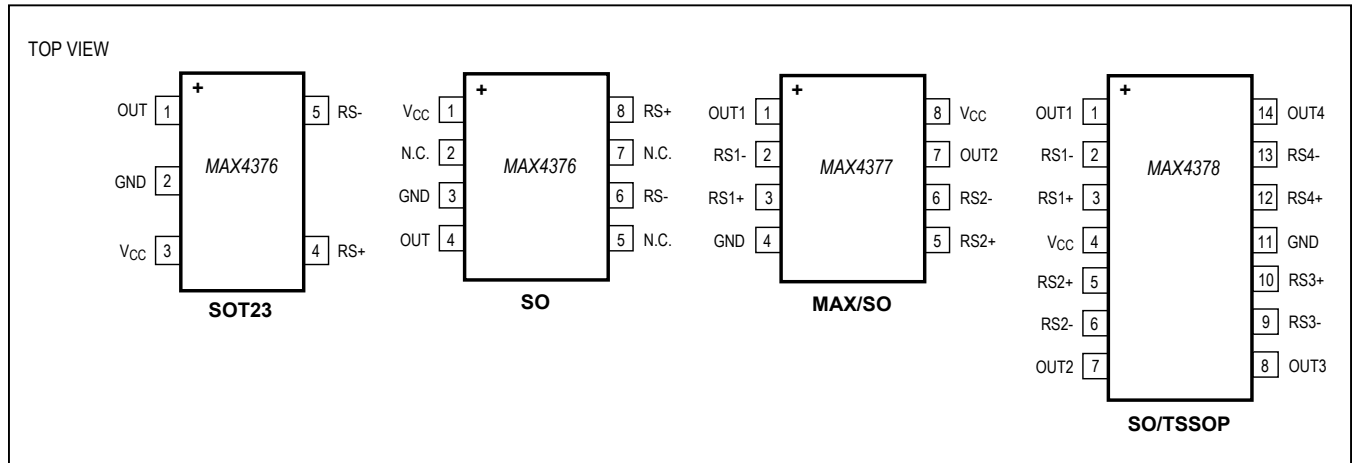 TOP VIEW
+
OUT 1
5 RS-
GND 2
MAX4376
VCC 3
4 RS+
SOT23
+
VCC 1
8 RS+
N.C. 2
7 N.C.
MAX4376
GND 3
6 RS-
OUT 4
5 N.C.
SO
+
OUT1 1
8 VCC
RS1- 2
7 OUT2
MAX4377
RS1+ 3
6 RS2-
GND 4
5 RS2+
MAX/SO
+
OUT1 1
14 OUT4
RS1- 2
13 RS4-
MAX4378
RS1+ 3
12 RS4+
VCC 4
11 GND
RS2+ 5
10 RS3+
RS2- 6
9 RS3-
OUT2 7
8 OUT3
SO/TSSOP